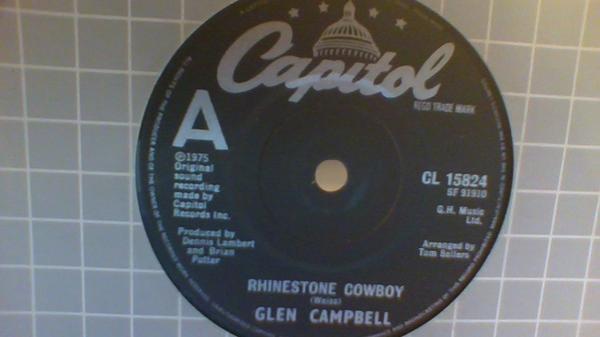 Capitol
REGD TRADE MARK
A
℗1975
Original
sound
recording
made by
Capitol
Records Inc.
CL 15824
SF 91910
G.H. Music
Ltd.
Produced by
Dennis Lambert
and Brian
Potter
Arranged by
Tom Sellers
RHINESTONE COWBOY
(Weiss)
GLEN CAMPBELL